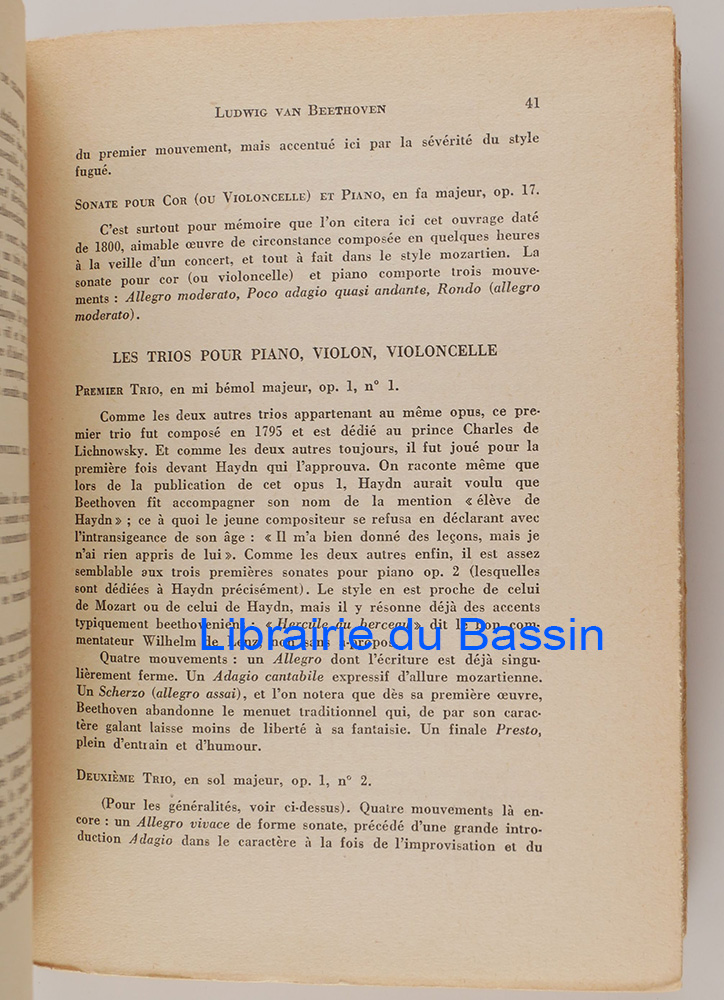 LUDWIG VAN BEETHOVEN 41
du premier mouvement, mais accentué ici par la sévérité du style
fugué.
SONATE POUR COR (OU VIOLONCELLE) ET PIANO, en fa majeur, op. 17.
C'est surtout pour mémoire que l'on citera ici cet ouvrage daté
de 1800, aimable œuvre de circonstance composée en quelques heures
à la veille d'un concert, et tout à fait dans le style mozartien. La
sonate pour cor (ou violoncelle) et piano comporte trois mouve-
ments : Allegro moderato, Poco adagio quasi andante, Rondo (allegro
moderato).
LES TRIOS POUR PIANO, VIOLON, VIOLONCELLE
PREMIER TRIO, en mi bémol majeur, op. 1, n° 1.
Comme les deux autres trios appartenant au même opus, ce pre-
mier trio fut composé en 1795 et est dédié au prince Charles de
Lichnowsky. Et comme les deux autres toujours, il fut joué pour la
première fois devant Haydn qui l'approuva. On raconte même que
lors de la publication de cet opus 1, Haydn aurait voulu que
Beethoven fît accompagner son nom de la mention « élève de
Haydn » ; ce à quoi le jeune compositeur se refusa en déclarant avec
l'intransigeance de son âge : « Il m'a bien donné des leçons, mais je
n'ai rien appris de lui ». Comme les deux autres enfin, il est assez
semblable aux trois premières sonates pour piano op. 2 (lesquelles
sont dédiées à Haydn précisément). Le style en est proche de celui
de Mozart ou de celui de Haydn, mais il y résonne déjà des accents
typiquement beethovéniens : « Hercule au berceau », dit le bon com-
mentateur Wilhelm de Lenz, non sans à-propos.
Librairie du Bassin
Quatre mouvements : un Allegro dont l'écriture est déjà singu-
lièrement ferme. Un Adagio cantabile expressif d'allure mozartienne.
Un Scherzo (allegro assai), et l'on notera que dès sa première œuvre,
Beethoven abandonne le menuet traditionnel qui, de par son carac-
tère galant laisse moins de liberté à sa fantaisie. Un finale Presto,
plein d'entrain et d'humour.
DEUXIÈME TRIO, en sol majeur, op. 1, n° 2.
(Pour les généralités, voir ci-dessus). Quatre mouvements là en-
core : un Allegro vivace de forme sonate, précédé d'une grande intro-
duction Adagio dans le caractère à la fois de l'improvisation et du